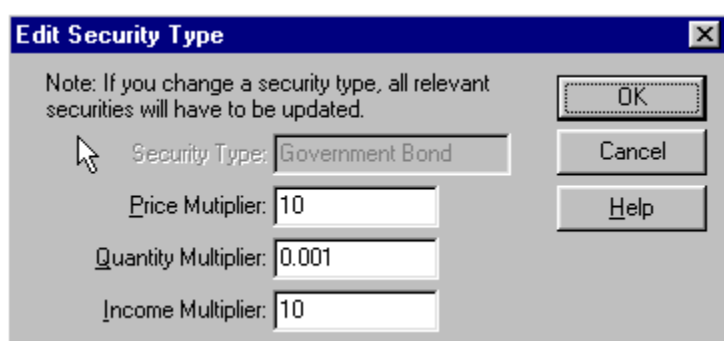 Edit Security Type
Note: If you change a security type, all relevant
securities will have to be updated.
OK
Security Type: Government Bond
Cancel
Price Mutiplier: 10
Help
Quantity Multiplier: 0.001
Income Multiplier: 10